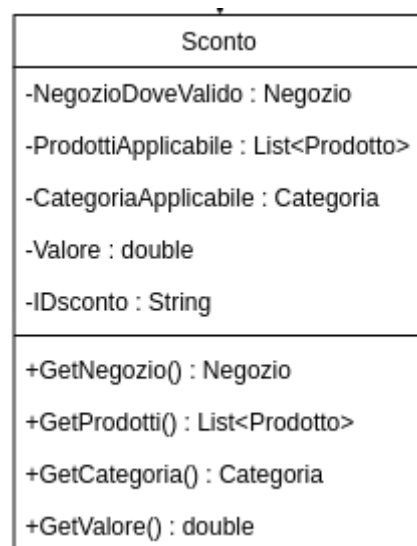 Sconto
-NegozioDoveValido : Negozio
-ProdottiApplicabile : List<Prodotto>
-CategoriaApplicabile : Categoria
-Valore : double
-IDsconto : String
+GetNegozio() : Negozio
+GetProdotti() : List<Prodotto>
+GetCategoria() : Categoria
+GetValore() : double